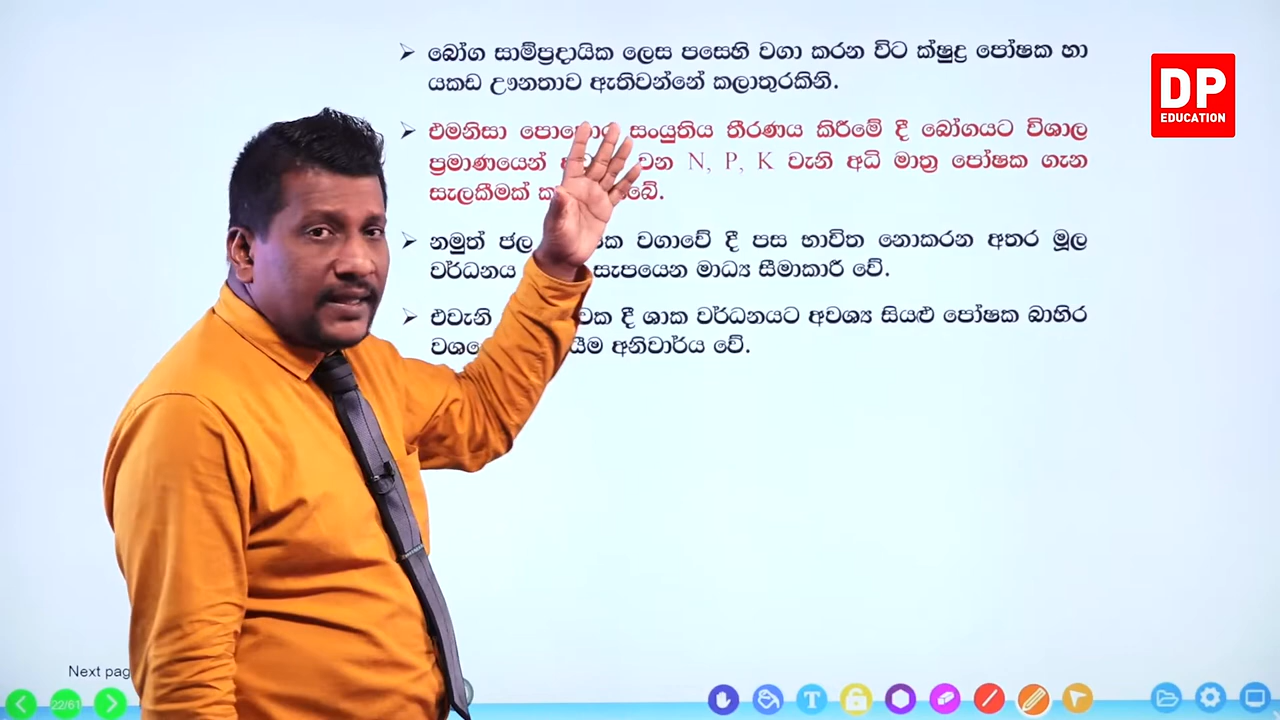 බෝග සාම්ප්‍රදායික ලෙස පසෙහි වගා කරන විට ක්ෂුද්‍ර පෝෂක හා
යකඩ ඌනතාව ඇතිවන්නේ කලාතුරකිනි.
එමනිසා සංයුතිය තීරණය කිරීමේ දී බෝගයට විශාල
ප්‍රමාණයෙන් වන N, P, K වැනි අධි මාත්‍ර පෝෂක ගැන
සැලකීමක්
නමුත් ජල වගාවේ දී පස භාවිත නොකරන අතර මූල
වර්ධනය සැපයෙන මාධ්‍ය සීමාකාරී වේ.
එවැනි දී ශාක වර්ධනයට අවශ්‍ය සියළු පෝෂක බාහිර
අනිවාර්ය වේ.
DP
EDUCATION
Next pag
22/61